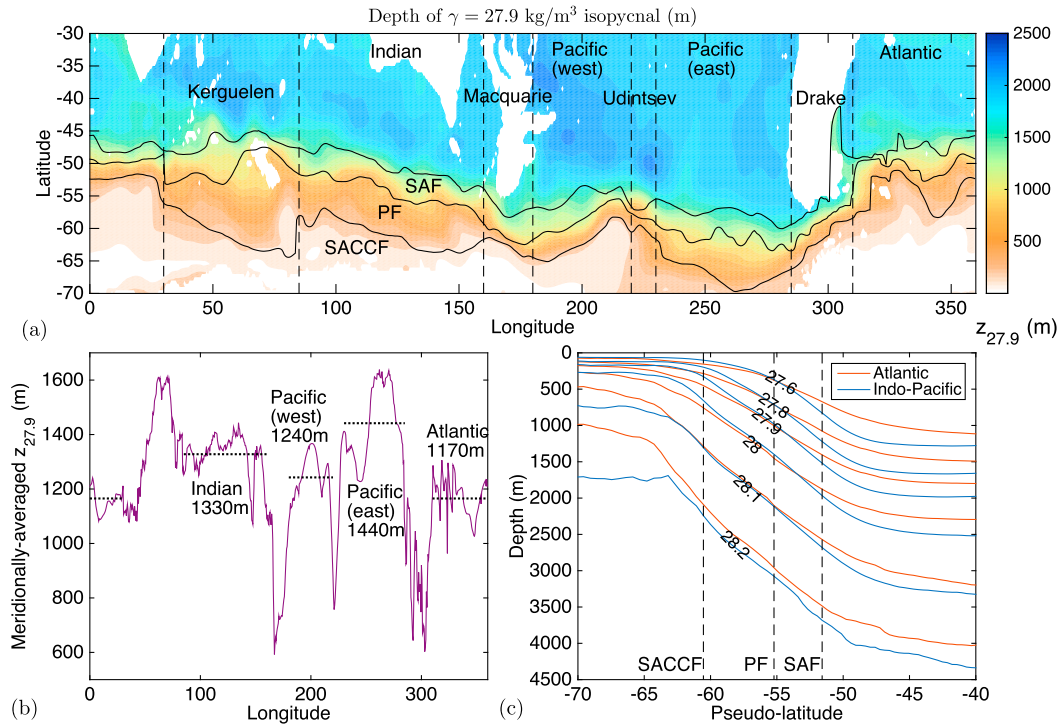 Depth of γ = 27.9 kg/m³ isopycnal (m)
-30
-35
-40
-45
-50
-55
-60
-65
-70
Latitude
Kerguelen
Indian
Macquarie
Pacific
(west)
Udintsev
Pacific
(east)
Drake
Atlantic
SAF
PF
SACCF
0
50
100
150
200
250
300
350
Longitude
2500
2000
1500
1000
500
z27.9 (m)
(a)
1600
1400
1200
1000
800
600
Meridionally-averaged z27.9 (m)
Indian
1330m
Pacific
(west)
1240m
Pacific
(east)
1440m
Atlantic
1170m
0
100
200
300
Longitude
(b)
0
500
1000
1500
2000
2500
3000
3500
4000
4500
Depth (m)
Atlantic
Indo-Pacific
27.6
27.8
27.9
28
28.1
28.2
SACCF
PF
SAF
-70
-65
-60
-55
-50
-45
-40
Pseudo-latitude
(c)